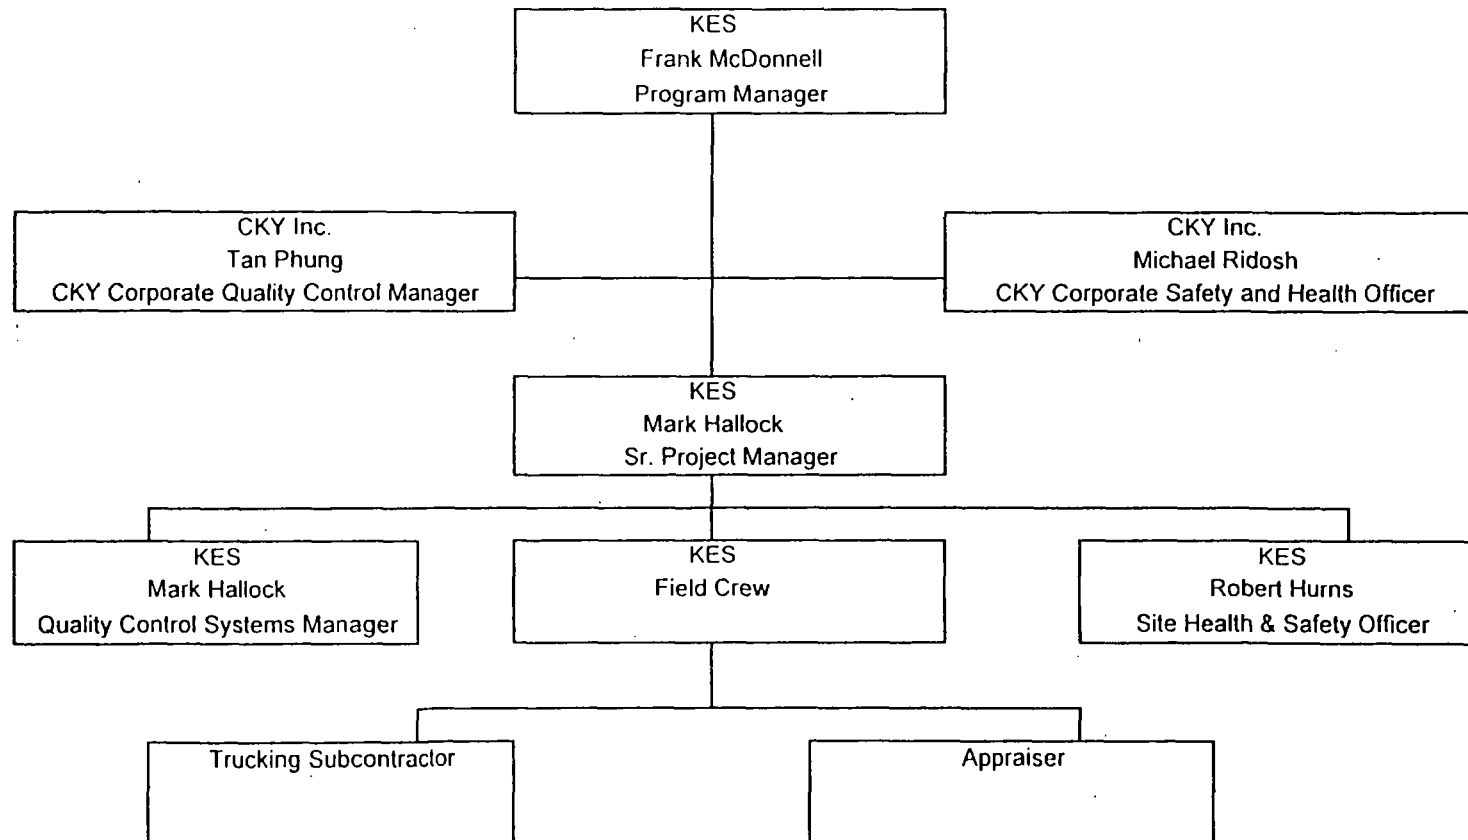 KES
Frank McDonnell
Program Manager
CKY Inc.
Tan Phung
CKY Corporate Quality Control Manager
CKY Inc.
Michael Ridosh
CKY Corporate Safety and Health Officer
KES
Mark Hallock
Sr. Project Manager
KES
Mark Hallock
Quality Control Systems Manager
KES
Field Crew
KES
Robert Hurns
Site Health & Safety Officer
Trucking Subcontractor
Appraiser